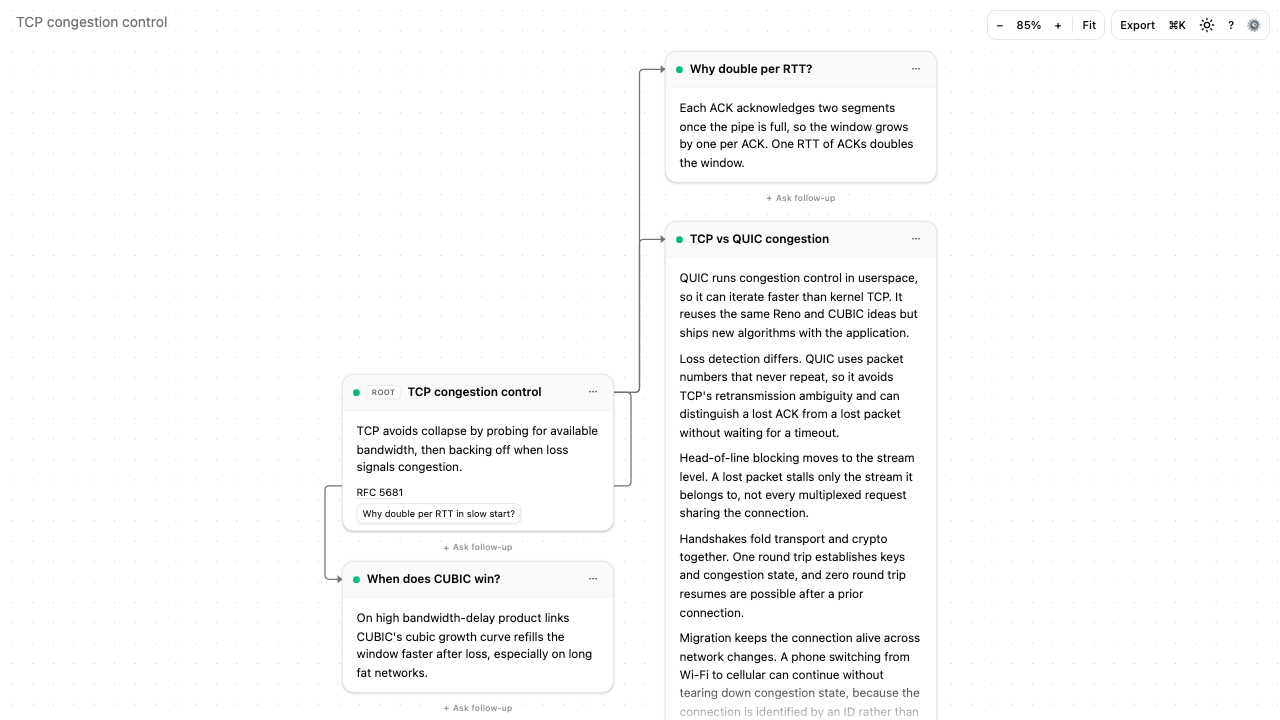 TCP congestion control
− 85% + Fit
Export ⌘K ?
Why double per RTT? ...
Each ACK acknowledges two segments
once the pipe is full, so the window grows
by one per ACK. One RTT of ACKs doubles
the window.
+ Ask follow-up
TCP vs QUIC congestion ...
QUIC runs congestion control in userspace,
so it can iterate faster than kernel TCP. It
reuses the same Reno and CUBIC ideas but
ships new algorithms with the application.
Loss detection differs. QUIC uses packet
numbers that never repeat, so it avoids
TCP's retransmission ambiguity and can
distinguish a lost ACK from a lost packet
without waiting for a timeout.
Head-of-line blocking moves to the stream
level. A lost packet stalls only the stream it
belongs to, not every multiplexed request
sharing the connection.
Handshakes fold transport and crypto
together. One round trip establishes keys
and congestion state, and zero round trip
resumes are possible after a prior
connection.
Migration keeps the connection alive across
network changes. A phone switching from
Wi-Fi to cellular can continue without
tearing down congestion state, because the
connection is identified by an ID rather than
ROOT TCP congestion control ...
TCP avoids collapse by probing for available
bandwidth, then backing off when loss
signals congestion.
RFC 5681
Why double per RTT in slow start?
+ Ask follow-up
When does CUBIC win? ...
On high bandwidth-delay product links
CUBIC's cubic growth curve refills the
window faster after loss, especially on long
fat networks.
+ Ask follow-up